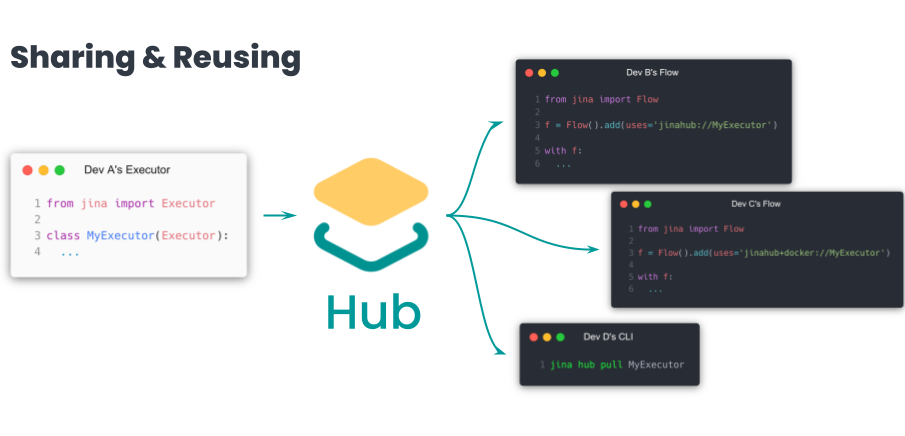 Sharing & Reusing
Dev A's Executor
1 from jina import Executor
2
3 class MyExecutor(Executor):
4   ...
Hub
Dev B's Flow
1 from jina import Flow
2
3 f = Flow().add(uses='jinahub://MyExecutor')
4
5 with f:
6   ...
Dev C's Flow
1 from jina import Flow
2
3 f = Flow().add(uses='jinahub+docker://MyExecutor')
4
5 with f:
6   ...
Dev D's CLI
1 jina hub pull MyExecutor